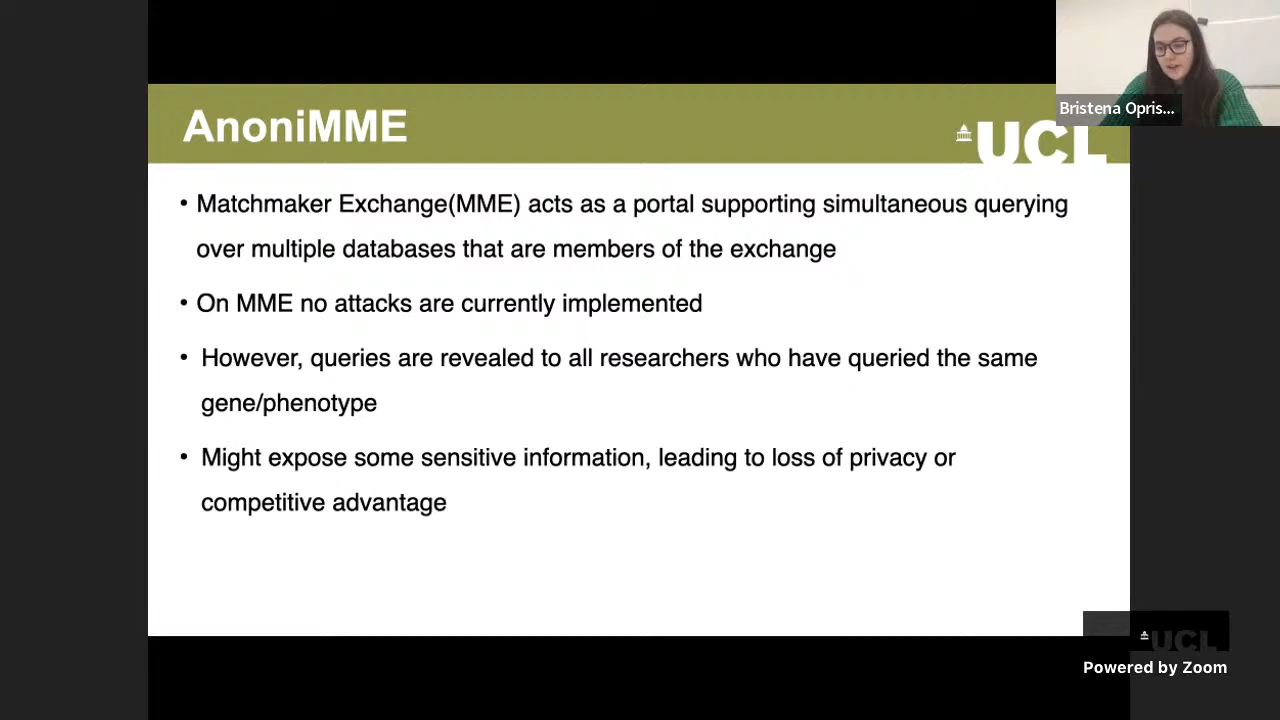 AnoniMME
UCL
Bristena Opris...
• Matchmaker Exchange(MME) acts as a portal supporting simultaneous querying
over multiple databases that are members of the exchange
• On MME no attacks are currently implemented
• However, queries are revealed to all researchers who have queried the same
gene/phenotype
• Might expose some sensitive information, leading to loss of privacy or
competitive advantage
UCL
Powered by Zoom